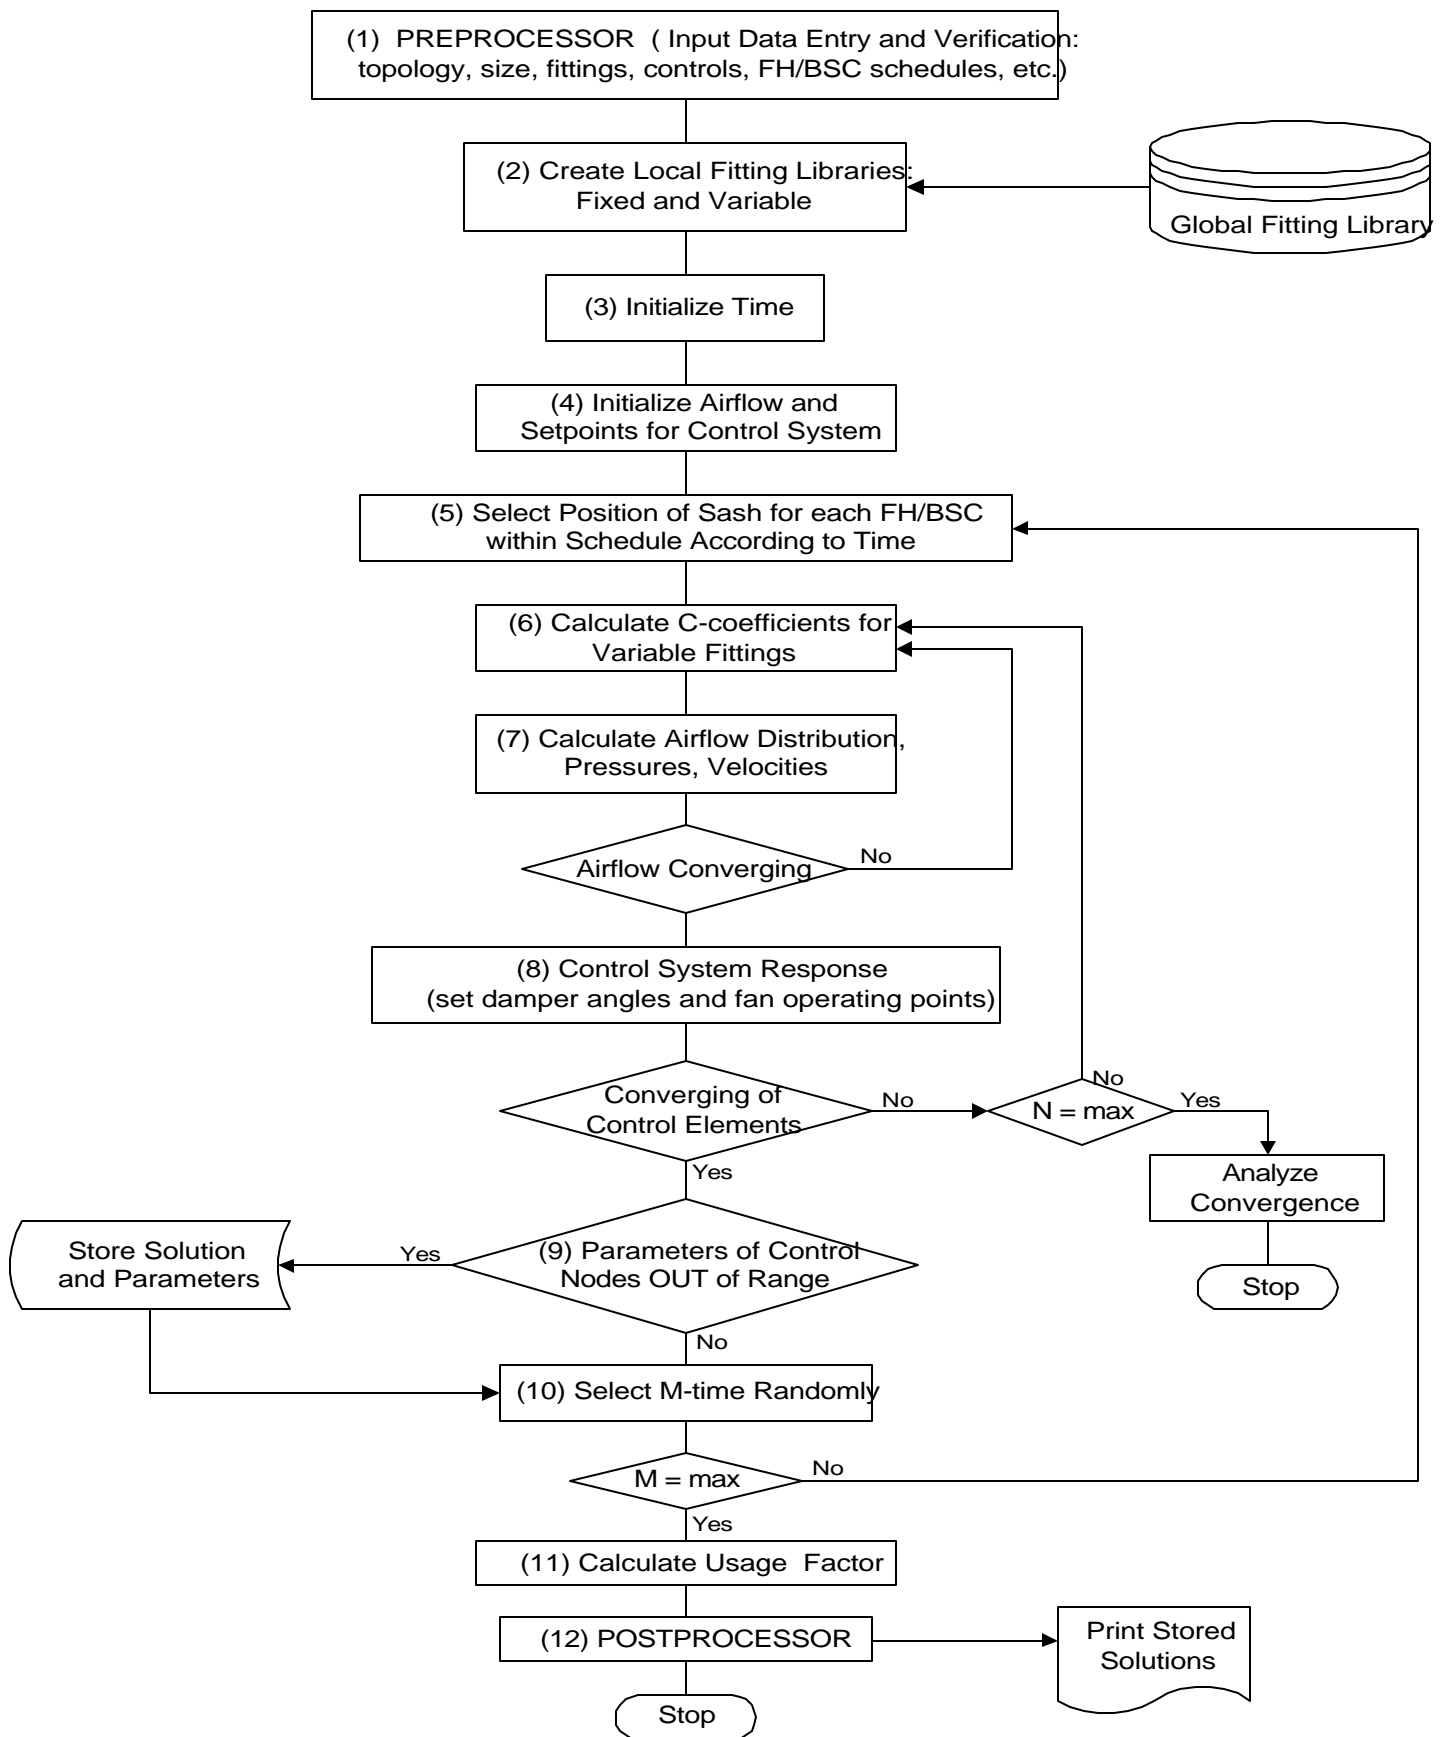 (1) PREPROCESSOR ( Input Data Entry and Verification:
topology, size, fittings, controls, FH/BSC schedules, etc.)
(2) Create Local Fitting Libraries:
Fixed and Variable
Global Fitting Library
(3) Initialize Time
(4) Initialize Airflow and
Setpoints for Control System
(5) Select Position of Sash for each FH/BSC
within Schedule According to Time
(6) Calculate C-coefficients for
Variable Fittings
(7) Calculate Airflow Distribution,
Pressures, Velocities
Airflow Converging
No
(8) Control System Response
(set damper angles and fan operating points)
Converging of
Control Elements
No
N = max
No
Yes
Yes
Analyze
Convergence
Stop
(9) Parameters of Control
Nodes OUT of Range
Yes
Store Solution
and Parameters
No
(10) Select M-time Randomly
M = max
No
Yes
(11) Calculate Usage Factor
(12) POSTPROCESSOR
Print Stored
Solutions
Stop